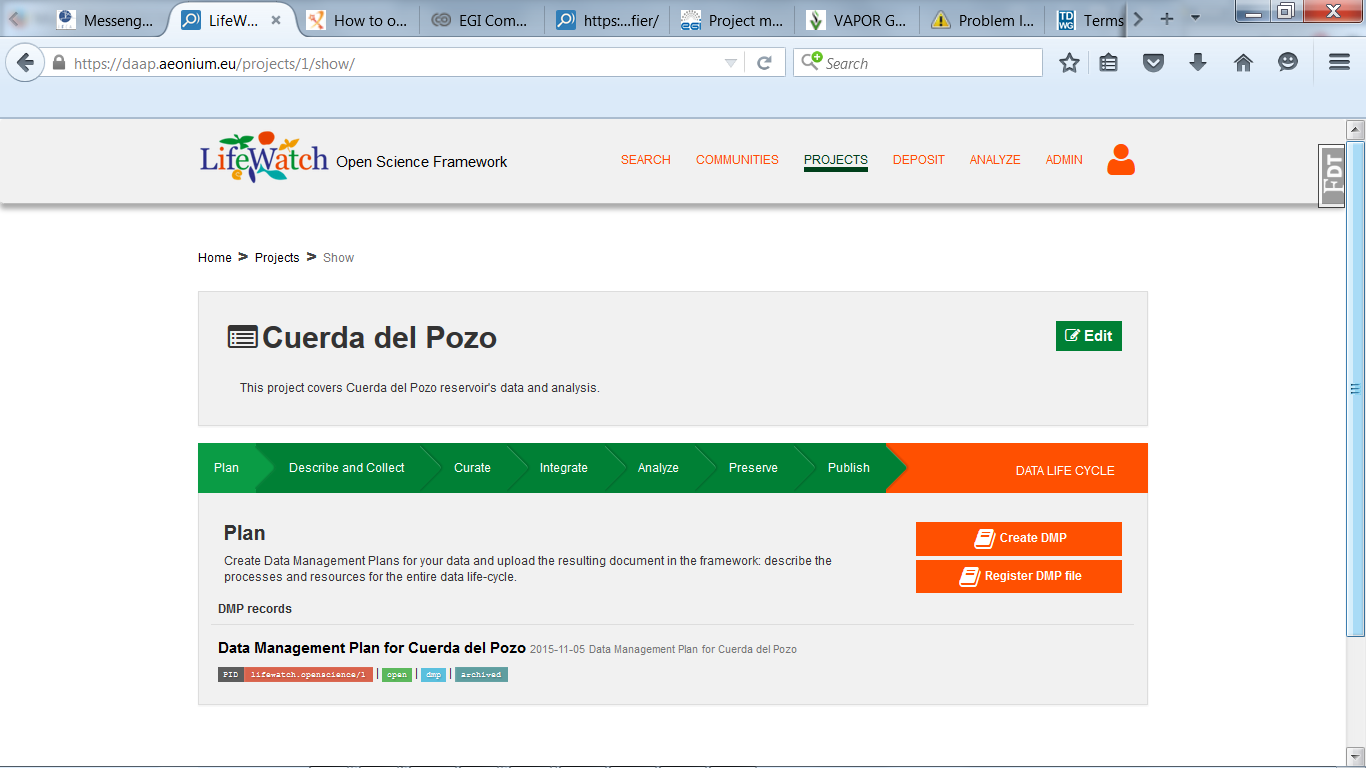 Messeng... LifeW... How to o... EGI Com... https:...fier/ Project m... VAPOR G... Problem l... Terms
https://daap.aeonium.eu/projects/1/show/ Search
LifeWatch Open Science Framework SEARCH COMMUNITIES PROJECTS DEPOSIT ANALYZE ADMIN
FDT
Home > Projects > Show
Cuerda del Pozo Edit
This project covers Cuerda del Pozo reservoir's data and analysis.
Plan Describe and Collect Curate Integrate Analyze Preserve Publish DATA LIFE CYCLE
Plan
Create DMP
Create Data Management Plans for your data and upload the resulting document in the framework: describe the
processes and resources for the entire data life-cycle.
Register DMP file
DMP records
Data Management Plan for Cuerda del Pozo 2015-11-05 Data Management Plan for Cuerda del Pozo
PID lifewatch.openscience/1 | open | dmp | archived